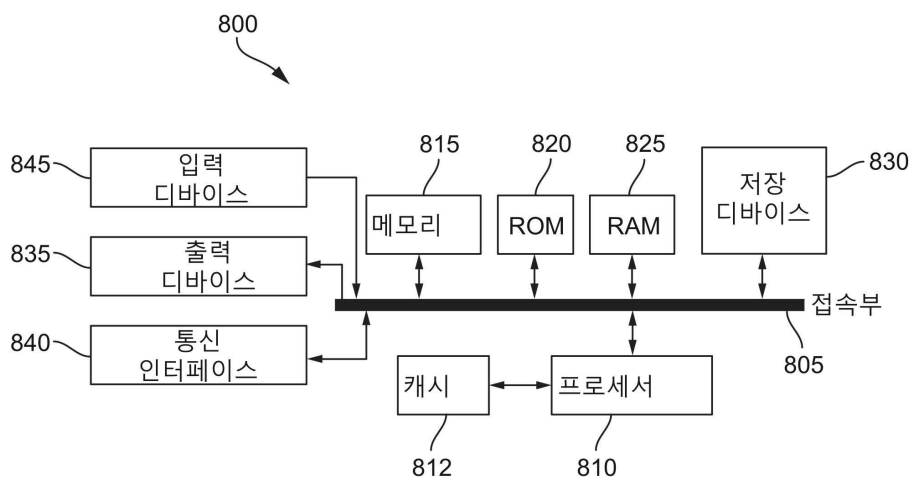 800
845
입력
디바이스
815
메모리
820
ROM
825
RAM
저장
디바이스
830
835
출력
디바이스
접속부
805
840
통신
인터페이스
캐시
812
프로세서
810